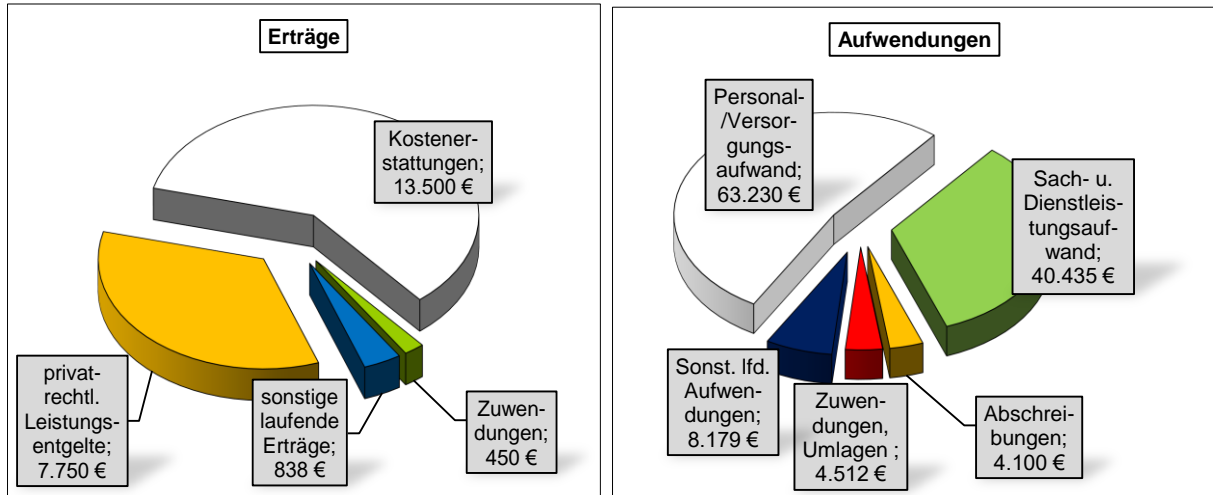 Erträge
Kostener-
stattungen;
13.500 €
privat-
rechtl.
Leistungs-
entgelte;
7.750 €
sonstige
laufende
Erträge;
838 €
Zuwen-
dungen;
450 €
Aufwendungen
Personal-
/Versor-
gungs-
aufwand;
63.230 €
Sach- u.
Dienstleis-
tungsauf-
wand;
40.435 €
Sonst. lfd.
Aufwen-
dungen;
8.179 €
Zuwen-
dungen,
Umlagen ;
4.512 €
Abschrei-
bungen;
4.100 €